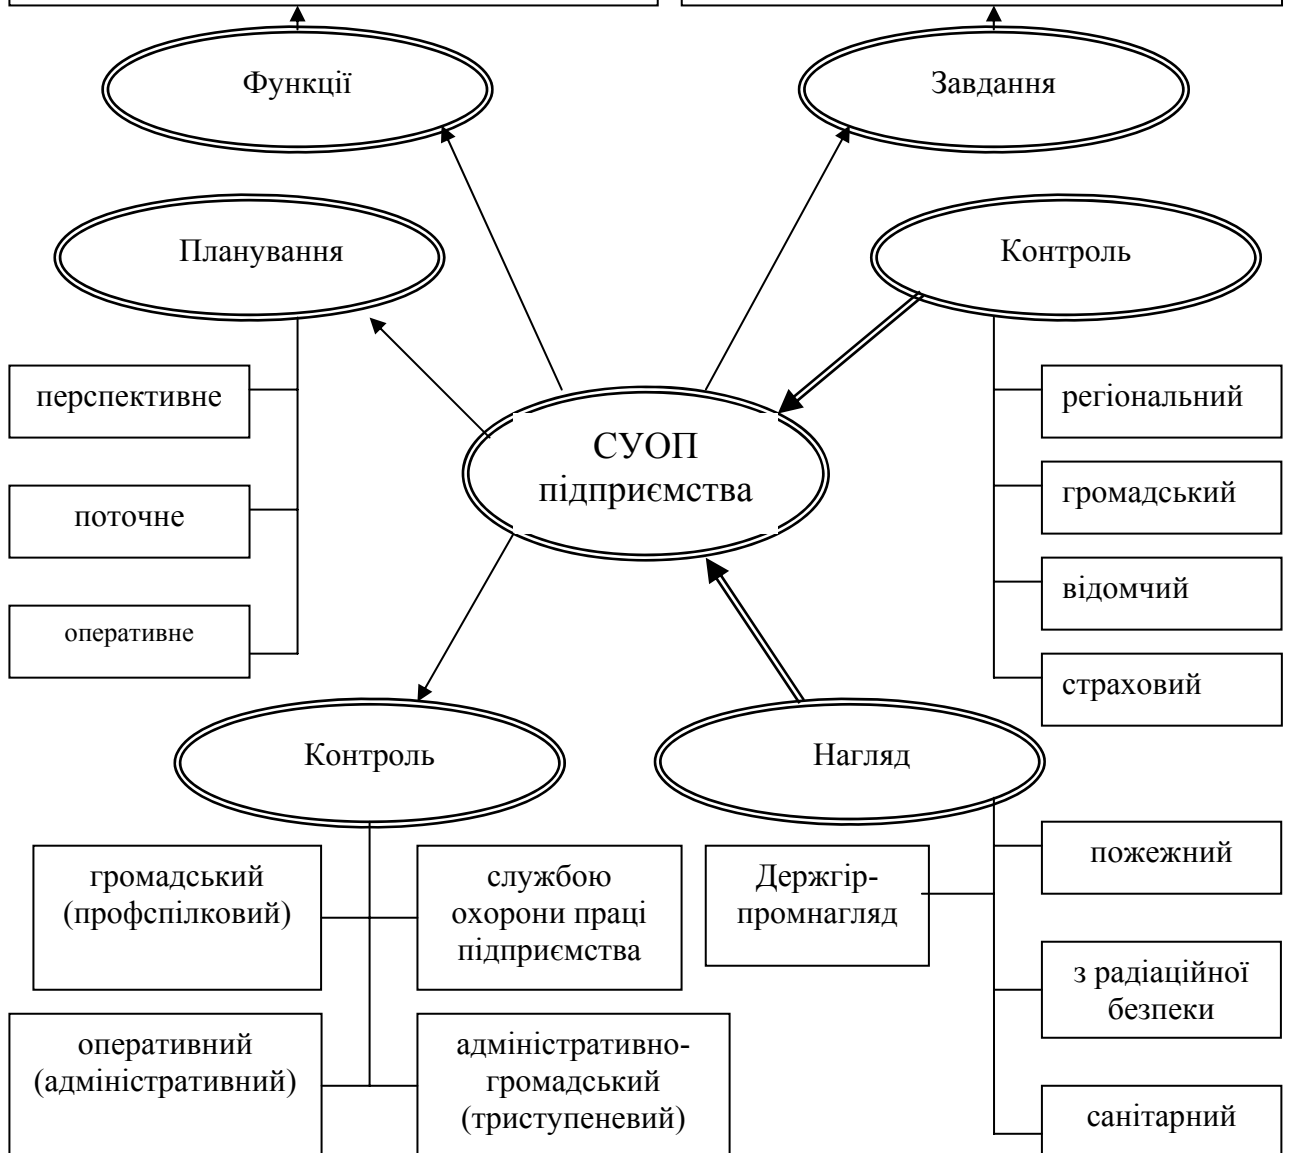 Функції
Завдання
Планування
Контроль
перспективне
поточне
оперативне
СУОП
підприємства
регіональний
громадський
відомчий
страховий
Контроль
Нагляд
громадський
(профспілковий)
службою
охорони праці
підприємства
оперативний
(адміністративний)
адміністративно-
громадський
(триступеневий)
Держгір-
промнагляд
пожежний
з радіаційної
безпеки
санітарний